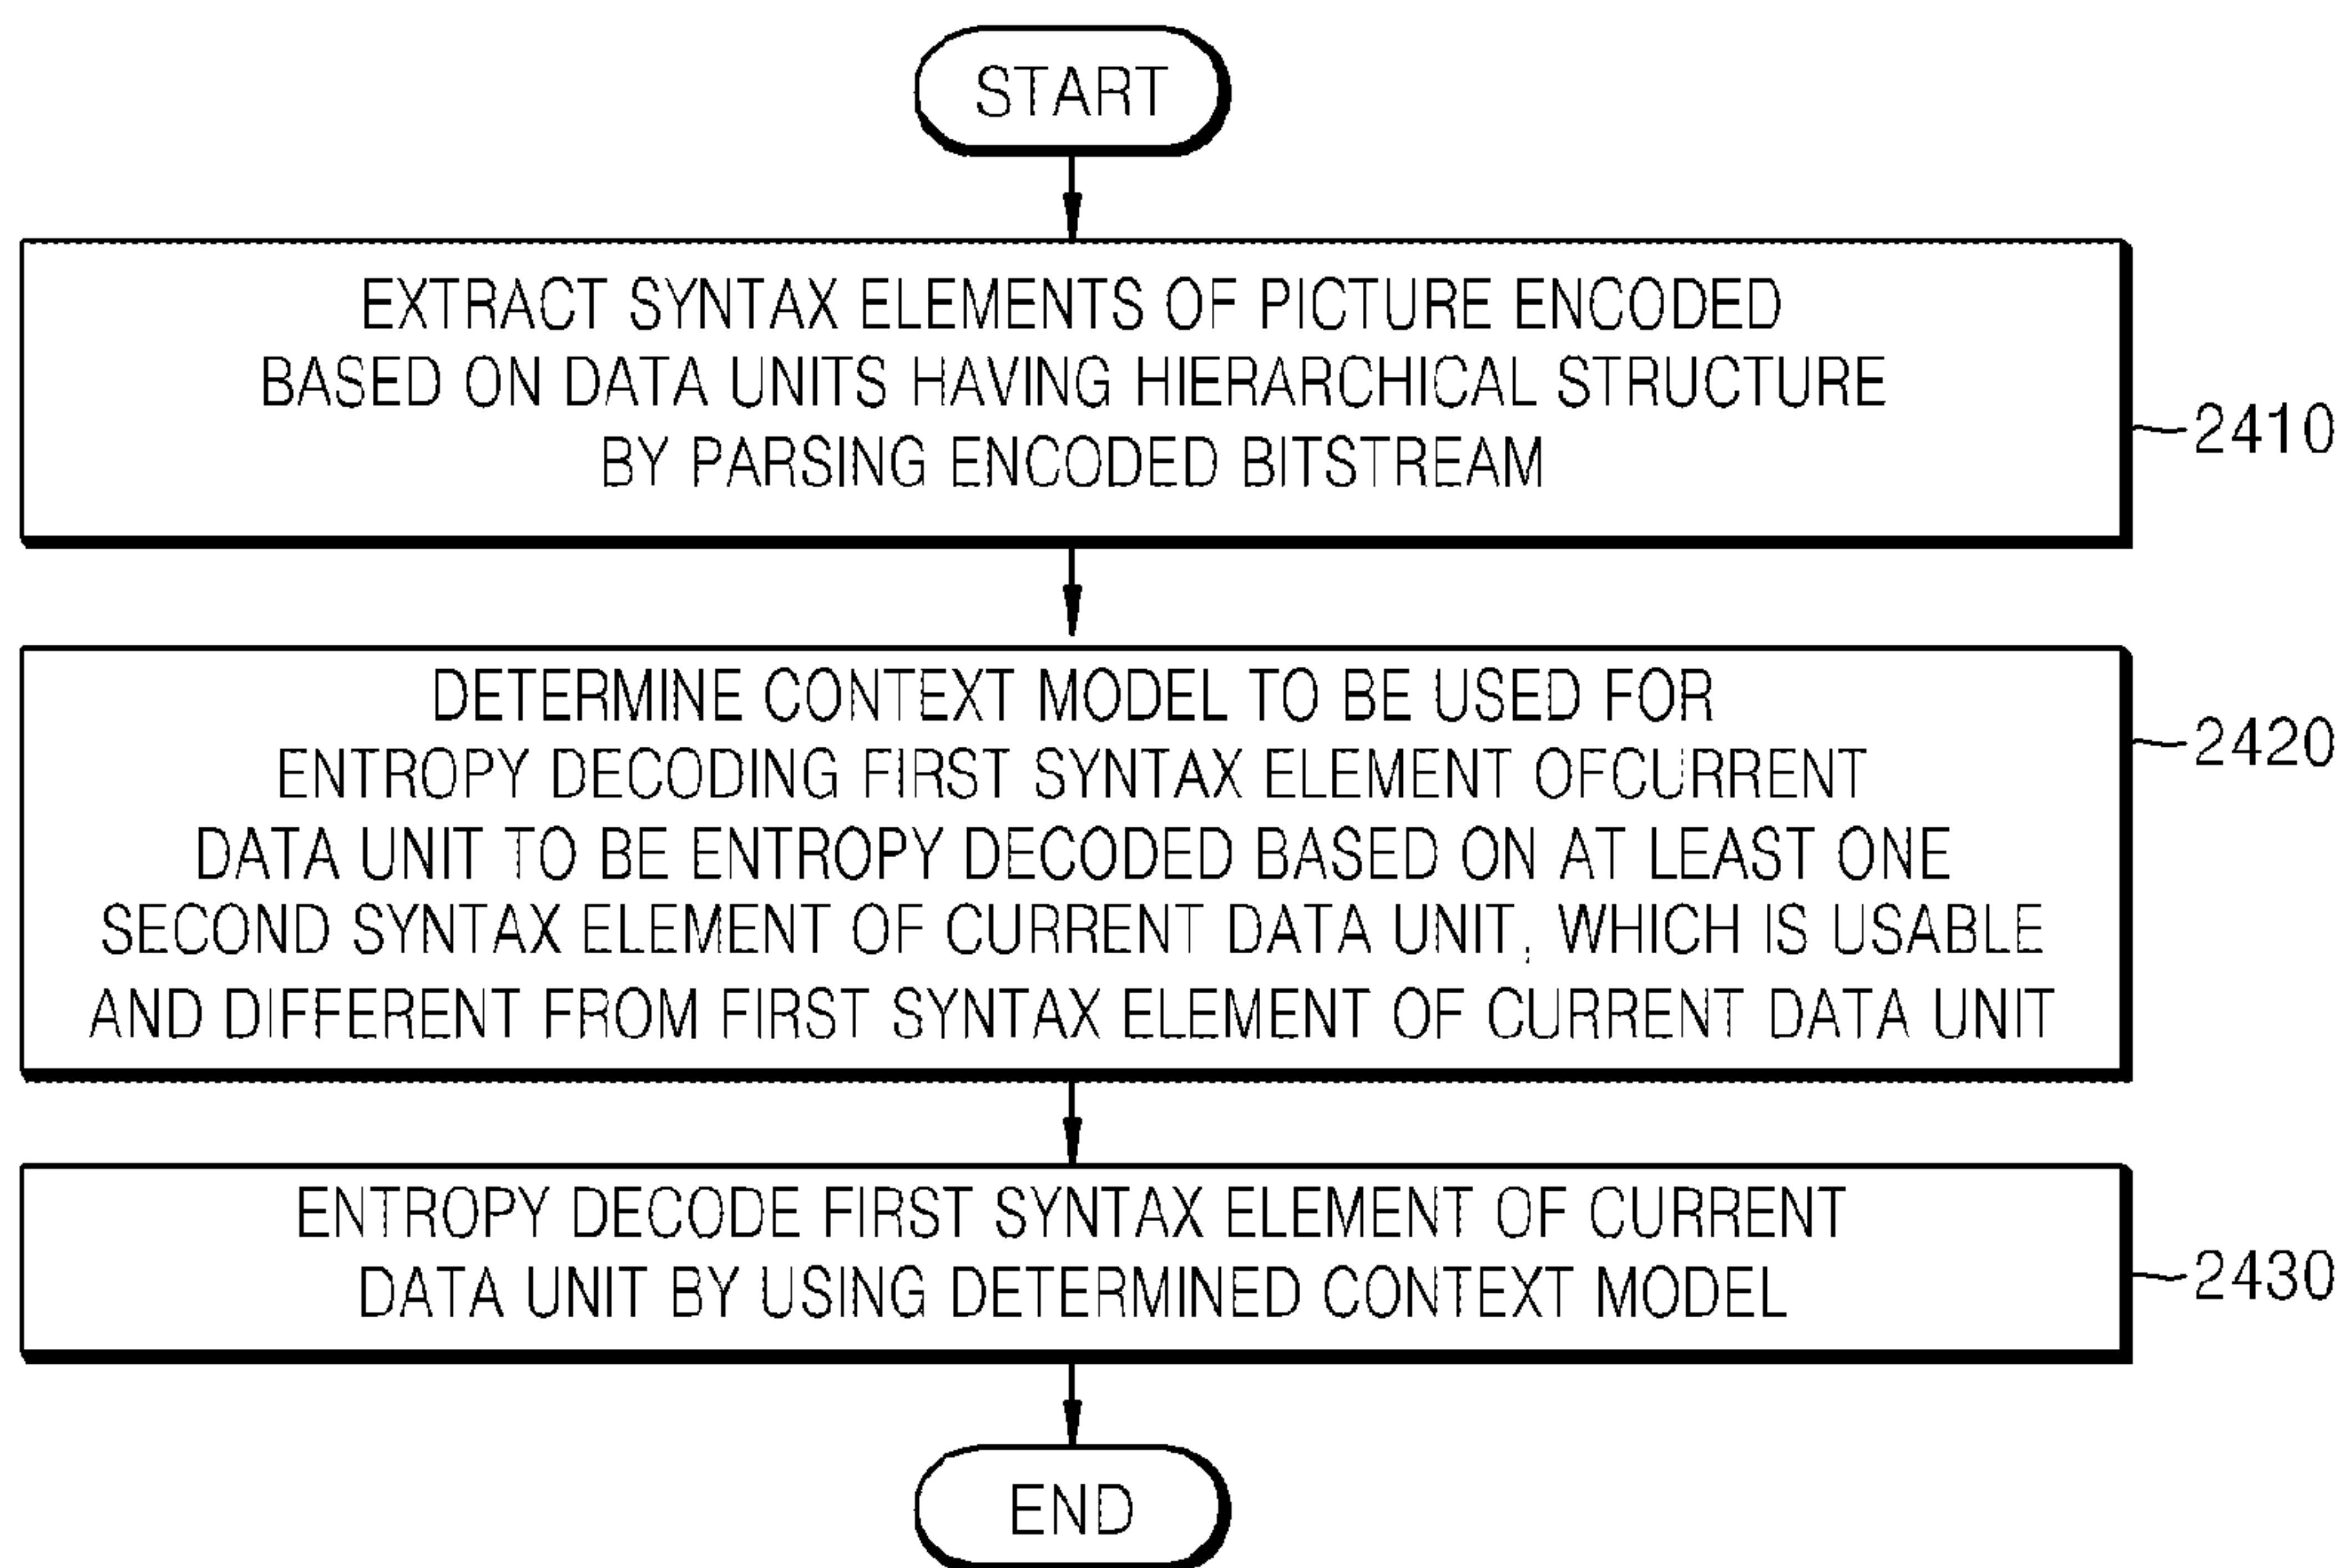 START
EXTRACT SYNTAX ELEMENTS OF PICTURE ENCODED
BASED ON DATA UNITS HAVING HIERARCHICAL STRUCTURE
BY PARSING ENCODED BITSTREAM
2410
DETERMINE CONTEXT MODEL TO BE USED FOR
ENTROPY DECODING FIRST SYNTAX ELEMENT OFCURRENT
DATA UNIT TO BE ENTROPY DECODED BASED ON AT LEAST ONE
SECOND SYNTAX ELEMENT OF CURRENT DATA UNIT, WHICH IS USABLE
AND DIFFERENT FROM FIRST SYNTAX ELEMENT OF CURRENT DATA UNIT
2420
ENTROPY DECODE FIRST SYNTAX ELEMENT OF CURRENT
DATA UNIT BY USING DETERMINED CONTEXT MODEL
2430
END